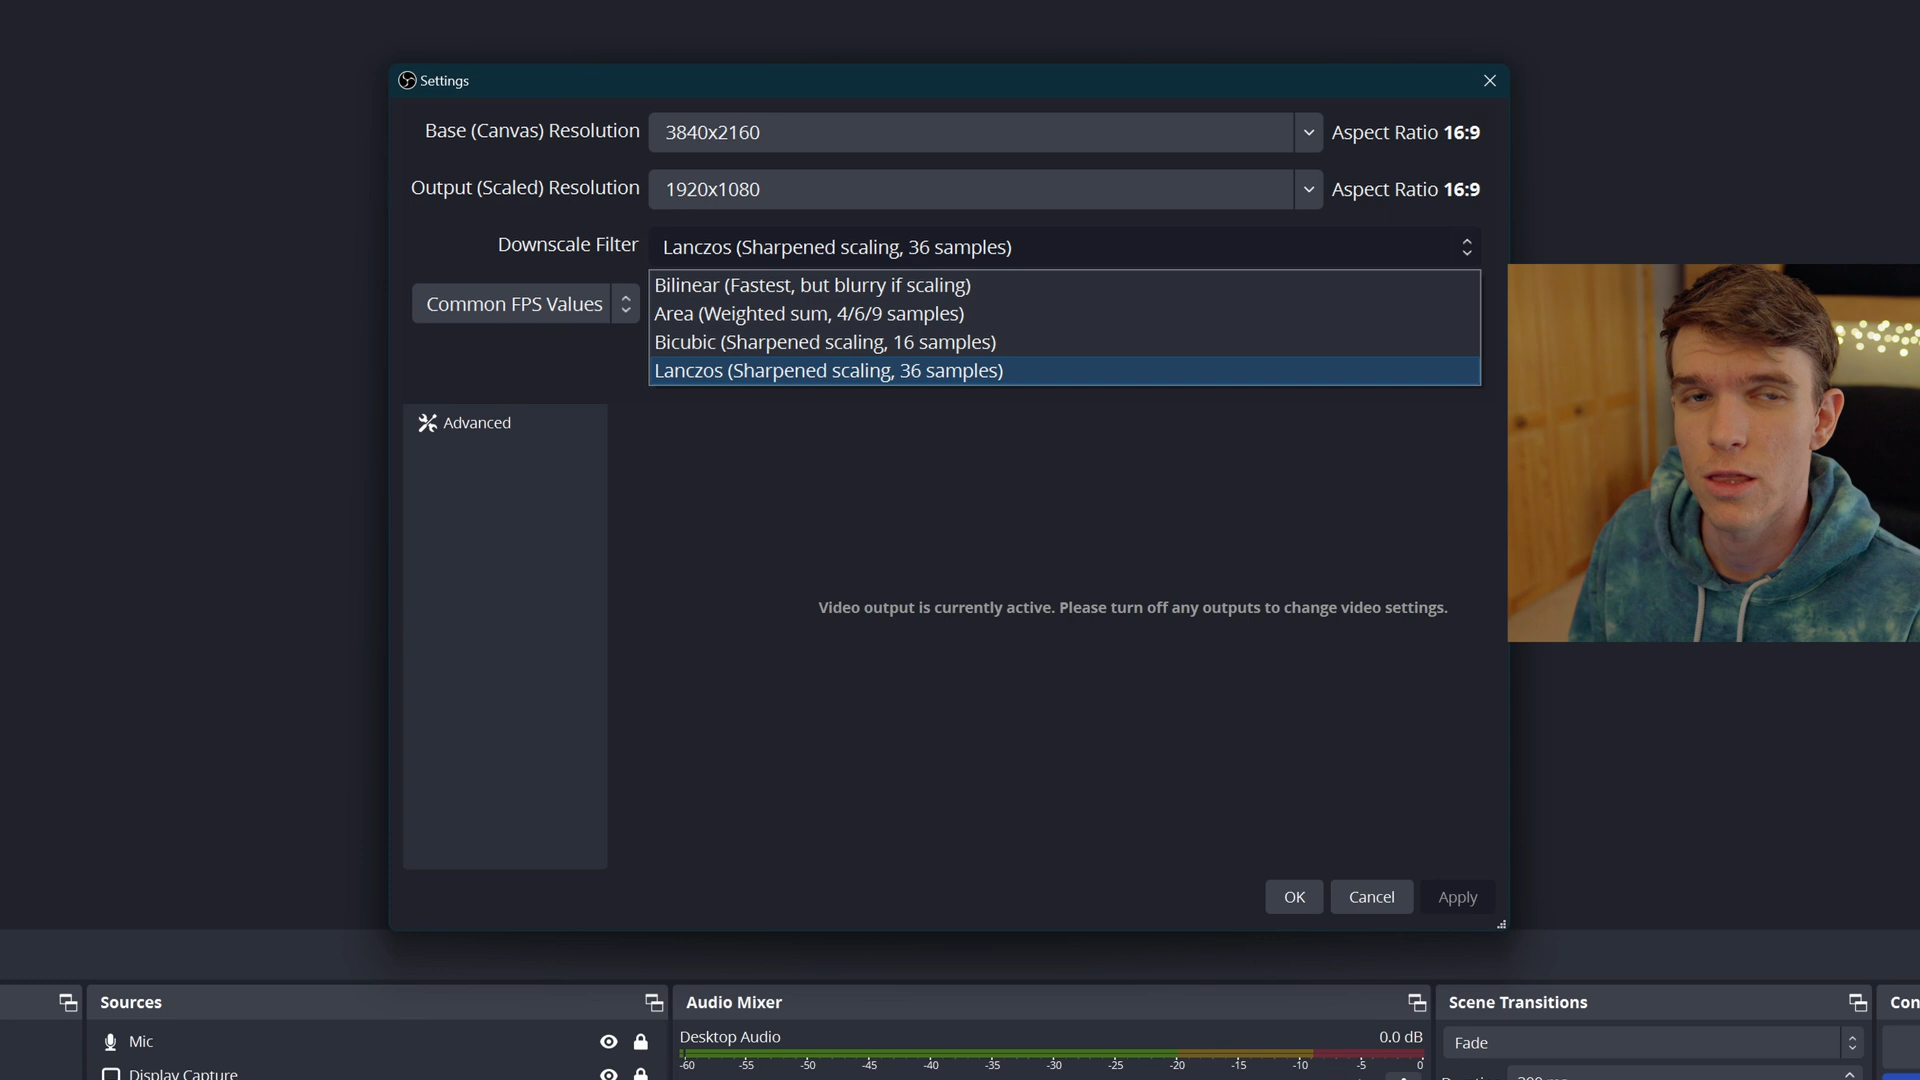 Settings
Base (Canvas) Resolution 3840x2160 Aspect Ratio 16:9
Output (Scaled) Resolution 1920x1080 Aspect Ratio 16:9
Downscale Filter Lanczos (Sharpened scaling, 36 samples)
Bilinear (Fastest, but blurry if scaling)
Common FPS Values
Area (Weighted sum, 4/6/9 samples)
Bicubic (Sharpened scaling, 16 samples)
Lanczos (Sharpened scaling, 36 samples)
Advanced
Video output is currently active. Please turn off any outputs to change video settings.
OK Cancel Apply
Sources
Mic
Display Capture
Audio Mixer
Desktop Audio 0.0 dB
-60 -55 -50 -45 -40 -35 -30 -25 -20 -15 -10 -5 0
Scene Transitions
Fade
Con